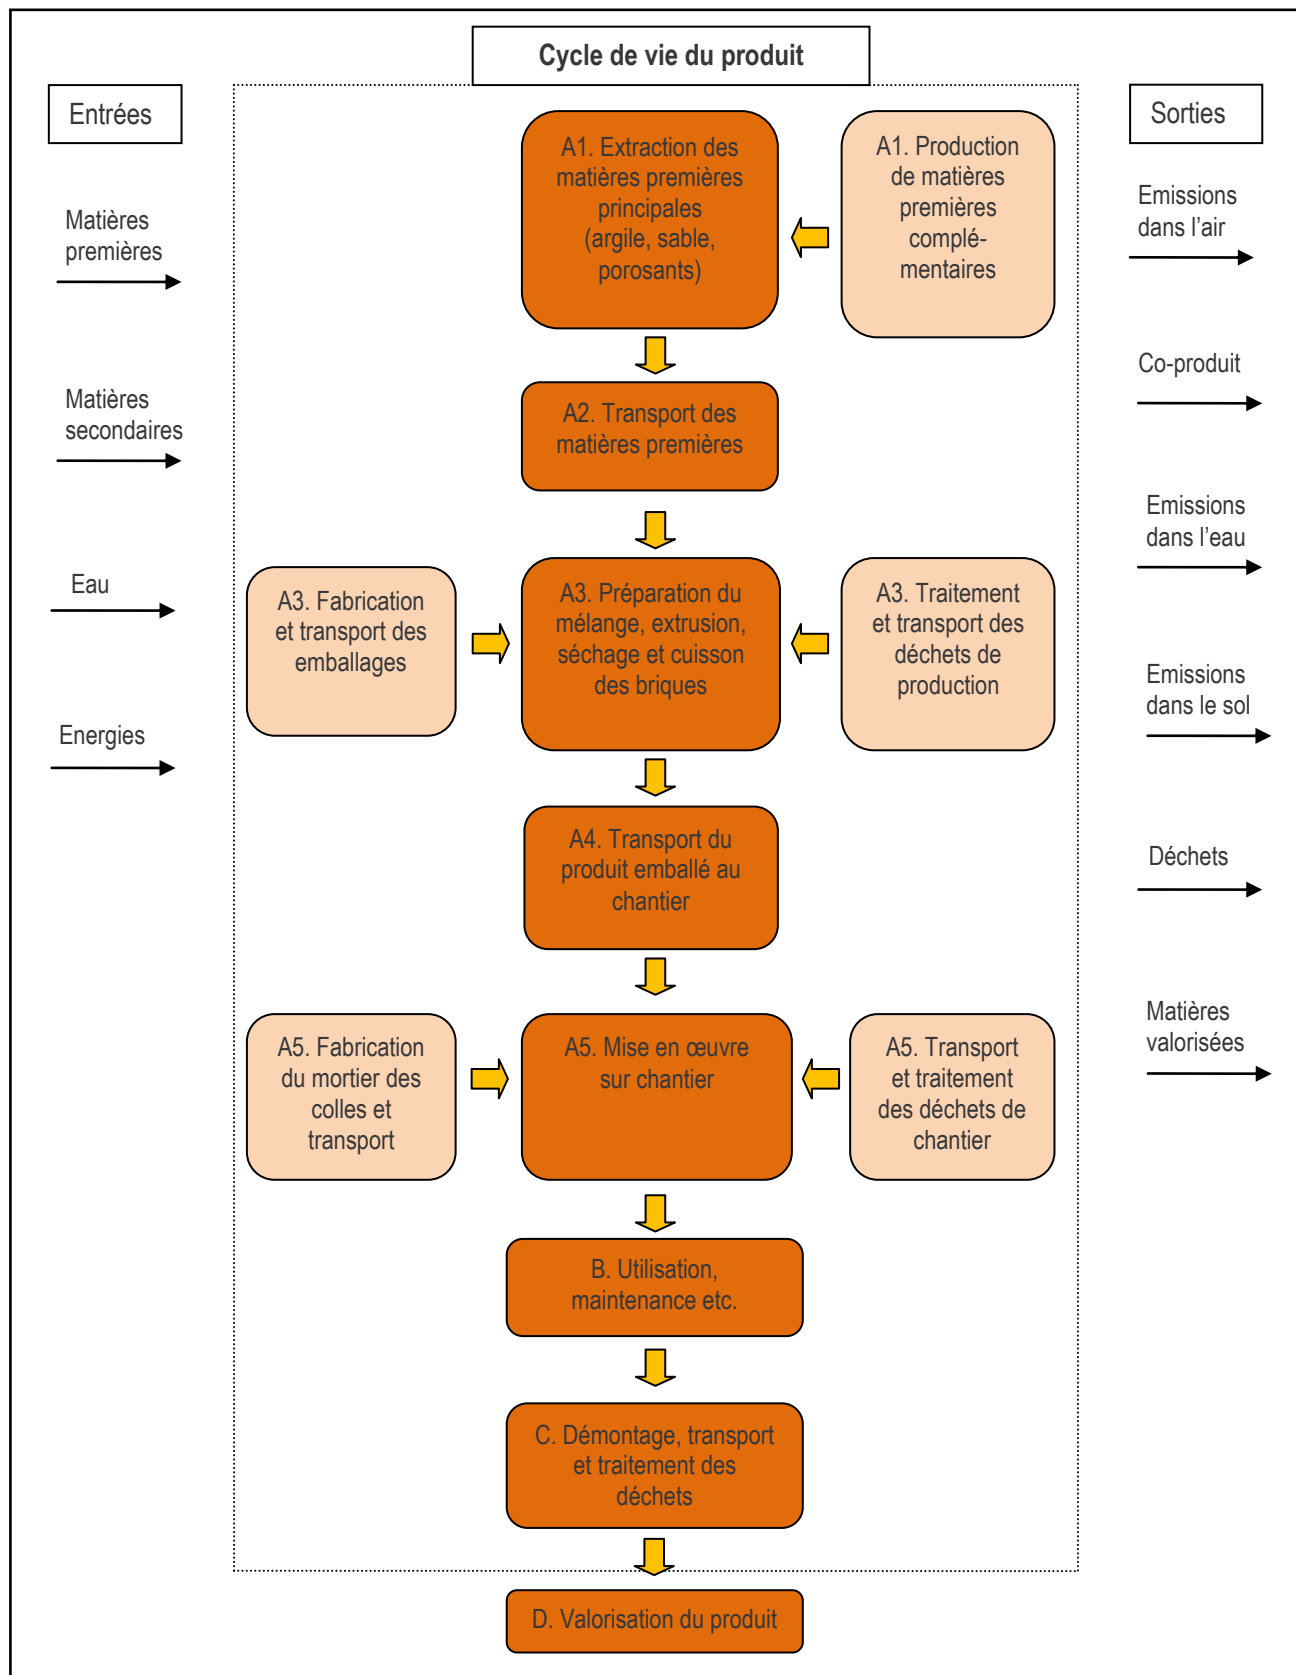 Cycle de vie du produit
Entrées
Matières
premières
Matières
secondaires
Eau
Energies
A1. Extraction des
matières premières
principales
(argile, sable,
porosants)
A1. Production
de matières
premières
complé-
mentaires
A2. Transport des
matières premières
A3. Fabrication
et transport des
emballages
A3. Préparation du
mélange, extrusion,
séchage et cuisson
des briques
A3. Traitement
et transport des
déchets de
production
A4. Transport du
produit emballé au
chantier
A5. Fabrication
du mortier des
colles et
transport
A5. Mise en œuvre
sur chantier
A5. Transport
et traitement
des déchets de
chantier
B. Utilisation,
maintenance etc.
C. Démontage, transport
et traitement des
déchets
D. Valorisation du produit
Sorties
Emissions
dans l’air
Co-produit
Emissions
dans l’eau
Emissions
dans le sol
Déchets
Matières
valorisées